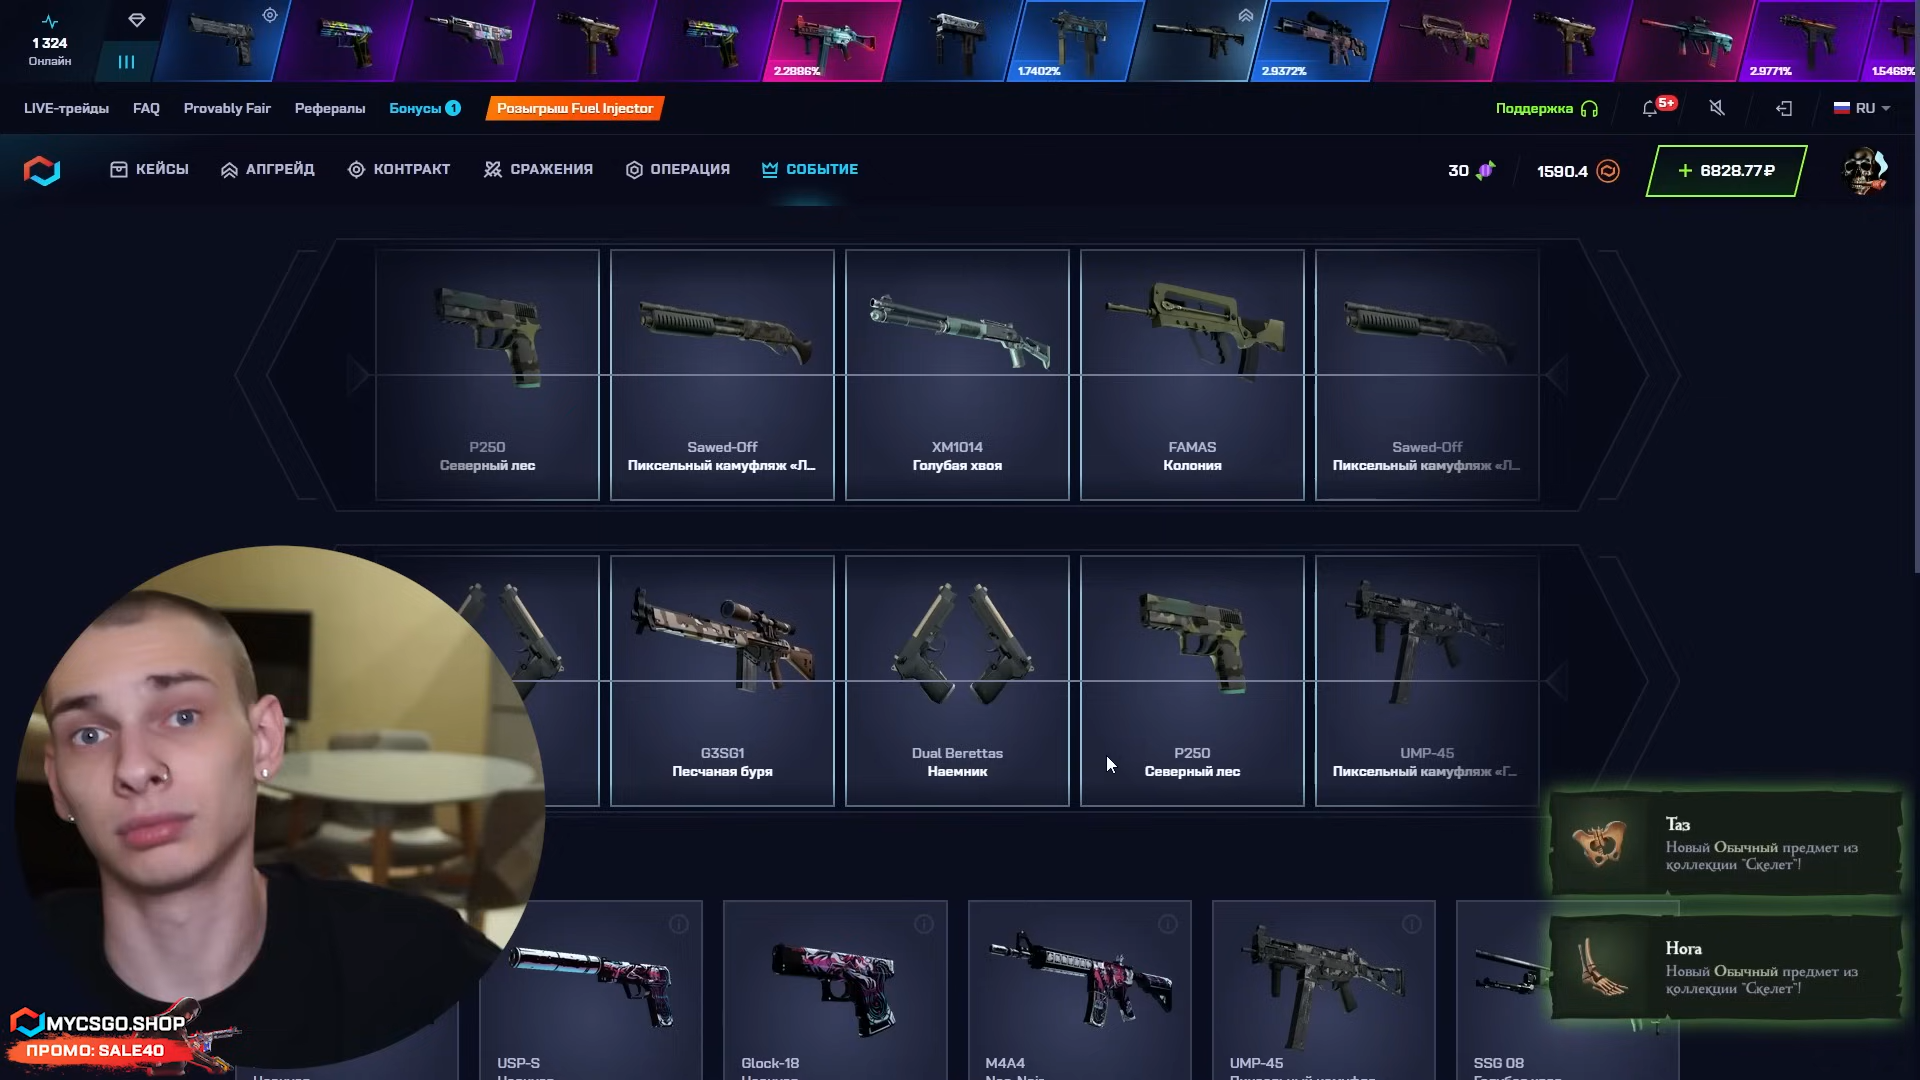 1 324
Онлайн
2.2886%
1.7402%
2.9372%
2.9771%
1.5468%
LIVE-трейды
FAQ
Provably Fair
Рефералы
Бонусы 1
Розыгрыш Fuel Injector
Поддержка
5+
RU
КЕЙСЫ
АПГРЕЙД
КОНТРАКТ
СРАЖЕНИЯ
ОПЕРАЦИЯ
СОБЫТИЕ
30
1590.4
+ 6828.77₽
P250
Северный лес
Sawed-Off
Пиксельный камуфляж «Л...
XM1014
Голубая хвоя
FAMAS
Колония
Sawed-Off
Пиксельный камуфляж «Л...
G3SG1
Песчаная буря
Dual Berettas
Наемник
P250
Северный лес
UMP-45
Пиксельный камуфляж «Г...
Таз
Новый Обычный предмет из
коллекции "Скелет"!
Нога
Новый Обычный предмет из
коллекции "Скелет"!
USP-S
Glock-18
M4A4
UMP-45
SSG 08
MYCSGO.SHOP
ПРОМО: SALE40